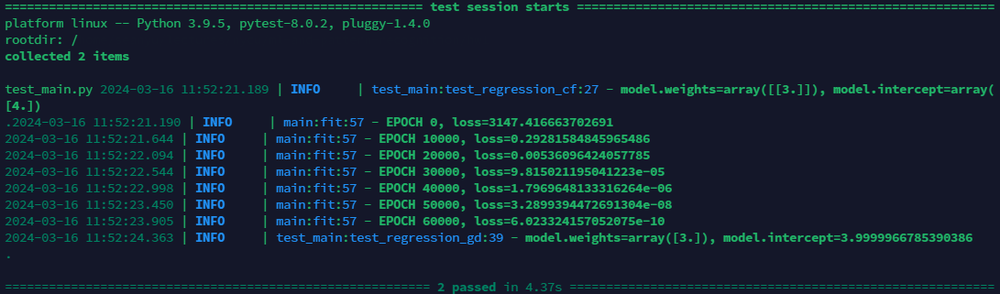 ========================================================= test session starts =========================================================
platform linux -- Python 3.9.5, pytest-8.0.2, pluggy-1.4.0
rootdir: /
collected 2 items
test_main.py 2024-03-16 11:52:21.189 | INFO     | test_main:test_regression_cf:27 - model.weights=array([[3.]]), model.intercept=array(
[4.])
.2024-03-16 11:52:21.190 | INFO     | main:fit:57 - EPOCH 0, loss=3147.416663702691
2024-03-16 11:52:21.644 | INFO     | main:fit:57 - EPOCH 10000, loss=0.29281584845965486
2024-03-16 11:52:22.094 | INFO     | main:fit:57 - EPOCH 20000, loss=0.00536096424057785
2024-03-16 11:52:22.544 | INFO     | main:fit:57 - EPOCH 30000, loss=9.815021195041223e-05
2024-03-16 11:52:22.998 | INFO     | main:fit:57 - EPOCH 40000, loss=1.7969648133316264e-06
2024-03-16 11:52:23.450 | INFO     | main:fit:57 - EPOCH 50000, loss=3.2899394472691304e-08
2024-03-16 11:52:23.905 | INFO     | main:fit:57 - EPOCH 60000, loss=6.023324157052075e-10
2024-03-16 11:52:24.363 | INFO     | test_main:test_regression_gd:39 - model.weights=array([3.]), model.intercept=3.9999966785390386
.
========================================================== 2 passed in 4.37s ==========================================================